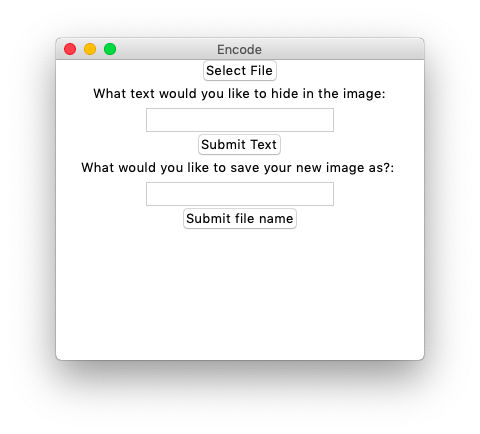 Encode
Select File
What text would you like to hide in the image:
Submit Text
What would you like to save your new image as?:
Submit file name